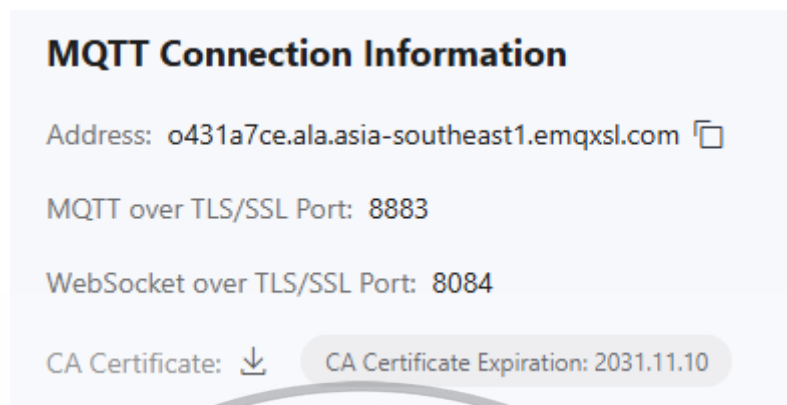 MQTT Connection Information
Address: o431a7ce.ala.asia-southeast1.emqxsl.com
MQTT over TLS/SSL Port: 8883
WebSocket over TLS/SSL Port: 8084
CA Certificate: CA Certificate Expiration: 2031.11.10